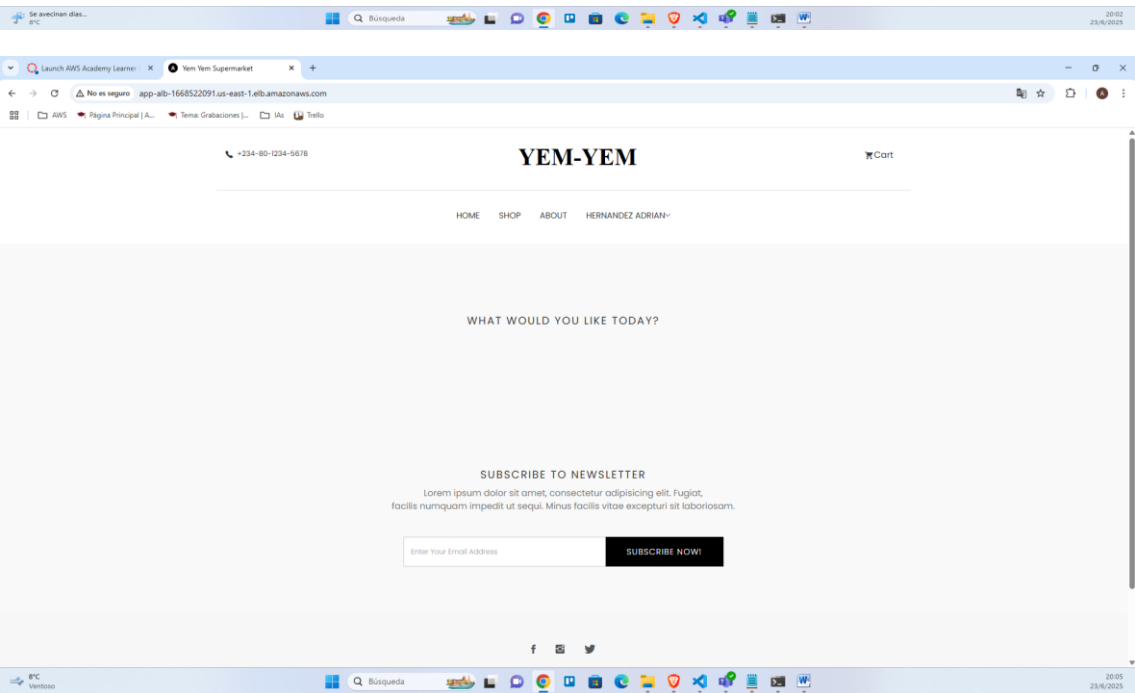 Se avecinan días...
8°C
Búsqueda
20:02
23/6/2025
Launch AWS Academy Learner
Yem Yem Supermarket
No es seguro app-alb-1668522091.us-east-1.elb.amazonaws.com
AWS Página Principal | A... Tema: Grabaciones |... IAs Trello
+234-80-1234-5678
YEM-YEM
Cart
HOME SHOP ABOUT HERNANDEZ ADRIAN
WHAT WOULD YOU LIKE TODAY?
SUBSCRIBE TO NEWSLETTER
Lorem ipsum dolor sit amet, consectetur adipisicing elit. Fugiat,
facilis numquam impedit ut sequi. Minus facilis vitae excepturi sit laboriosam.
Enter Your Email Address SUBSCRIBE NOW!
8°C
Ventoso
Búsqueda
20:05
23/6/2025